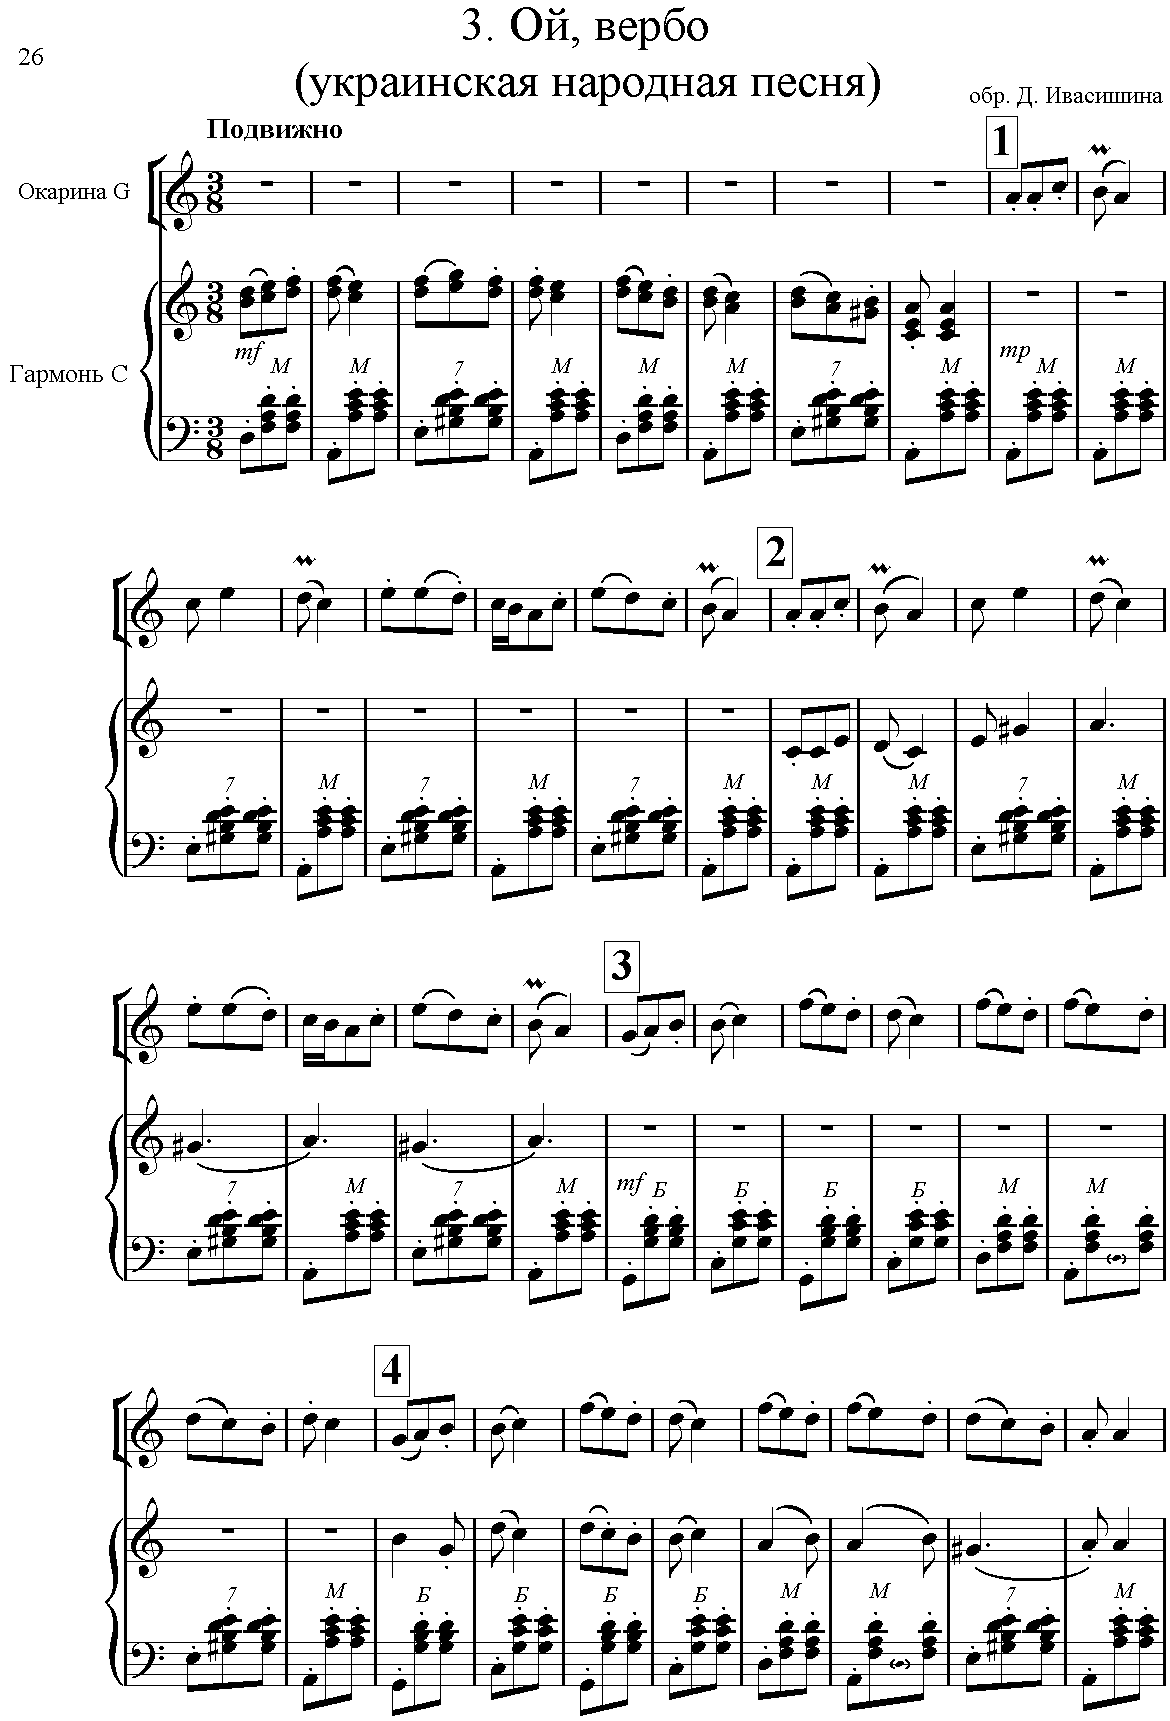 3. Ой, вербо
26
(украинская народная песня)
обр. Д. Ивасишина
Подвижно
1
Окарина G
Гармонь C
mf
mp
М М 7 М М М 7 М М М
2
7 М 7 М 7 М М М 7 М
3
mf
7 М 7 М Б Б Б Б М М
4
7 М Б Б Б Б М М 7 М